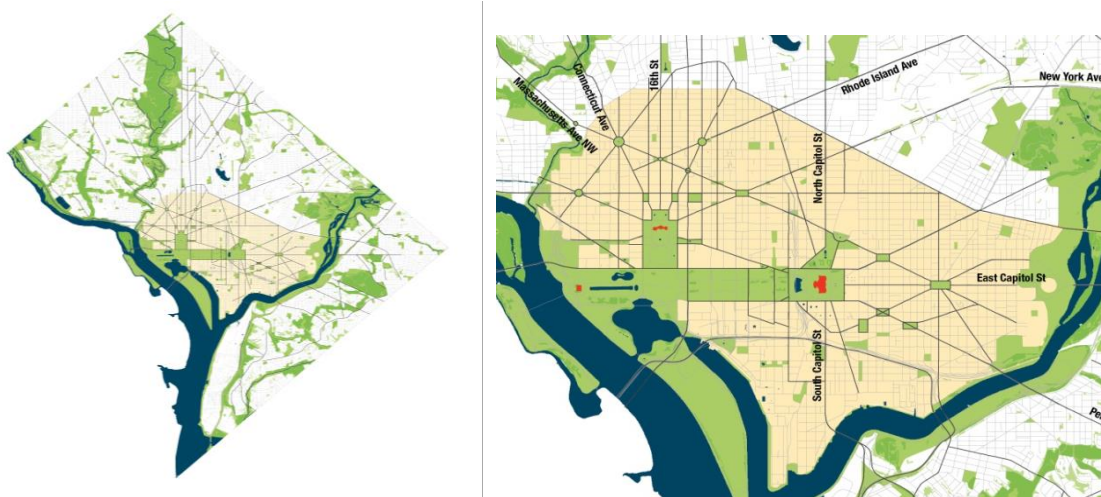 16th St
Connecticut Ave
Massachusetts Ave NW
Rhode Island Ave
New York Ave
North Capitol St
East Capitol St
South Capitol St